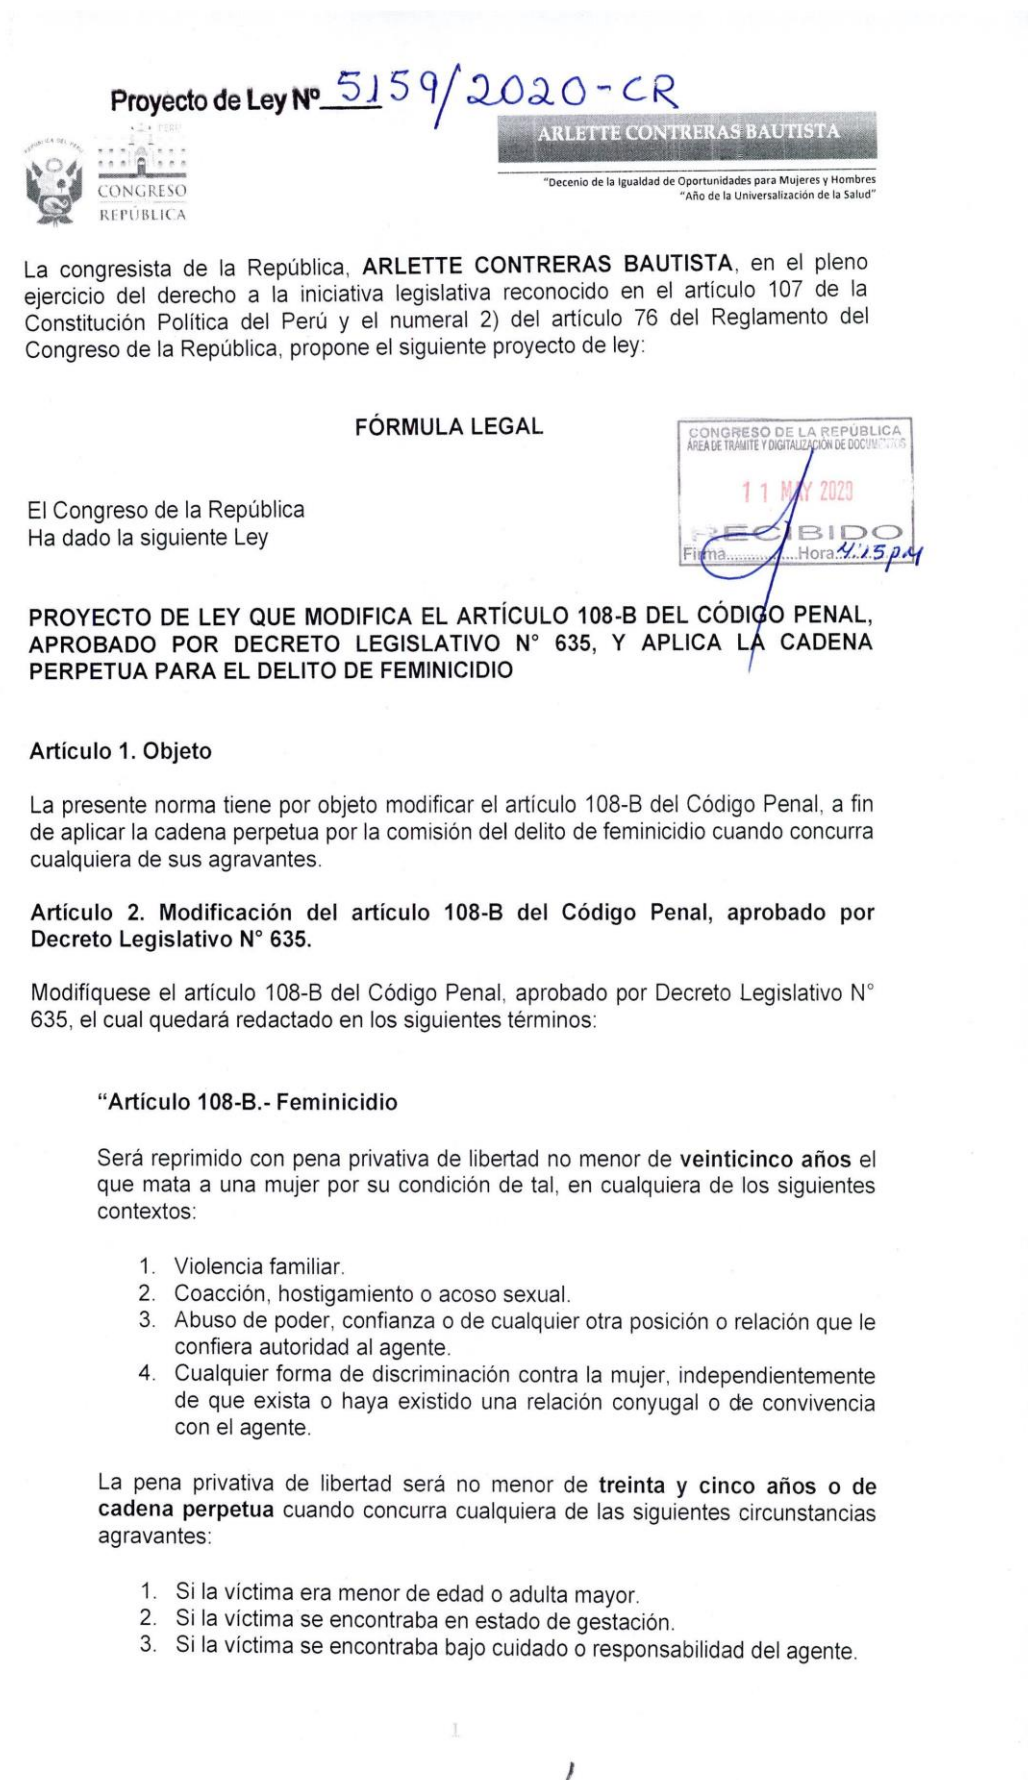 Proyecto de Ley Nº 5159/2020-CR
ARLETTE CONTRERAS BAUTISTA
"Decenio de la Igualdad de Oportunidades para Mujeres y Hombres
"Año de la Universalización de la Salud"
CONGRESO
REPÚBLICA
La congresista de la República, ARLETTE CONTRERAS BAUTISTA, en el pleno
ejercicio del derecho a la iniciativa legislativa reconocido en el artículo 107 de la
Constitución Política del Perú y el numeral 2) del artículo 76 del Reglamento del
Congreso de la República, propone el siguiente proyecto de ley:
FÓRMULA LEGAL
CONGRESO DE LA REPÚBLICA
ÁREA DE TRÁMITE Y DIGITALIZACIÓN DE DOCUMENTOS
11 MAY 2020
RECIBIDO
Firma..................Hora:4:15 pm
El Congreso de la República
Ha dado la siguiente Ley
PROYECTO DE LEY QUE MODIFICA EL ARTÍCULO 108-B DEL CÓDIGO PENAL,
APROBADO POR DECRETO LEGISLATIVO N° 635, Y APLICA LA CADENA
PERPETUA PARA EL DELITO DE FEMINICIDIO
Artículo 1. Objeto
La presente norma tiene por objeto modificar el artículo 108-B del Código Penal, a fin
de aplicar la cadena perpetua por la comisión del delito de feminicidio cuando concurra
cualquiera de sus agravantes.
Artículo 2. Modificación del artículo 108-B del Código Penal, aprobado por
Decreto Legislativo N° 635.
Modifíquese el artículo 108-B del Código Penal, aprobado por Decreto Legislativo N°
635, el cual quedará redactado en los siguientes términos:
"Artículo 108-B.- Feminicidio
Será reprimido con pena privativa de libertad no menor de veinticinco años el
que mata a una mujer por su condición de tal, en cualquiera de los siguientes
contextos:
1. Violencia familiar.
2. Coacción, hostigamiento o acoso sexual.
3. Abuso de poder, confianza o de cualquier otra posición o relación que le
confiera autoridad al agente.
4. Cualquier forma de discriminación contra la mujer, independientemente
de que exista o haya existido una relación conyugal o de convivencia
con el agente.
La pena privativa de libertad será no menor de treinta y cinco años o de
cadena perpetua cuando concurra cualquiera de las siguientes circunstancias
agravantes:
1. Si la víctima era menor de edad o adulta mayor.
2. Si la víctima se encontraba en estado de gestación.
3. Si la víctima se encontraba bajo cuidado o responsabilidad del agente.
1